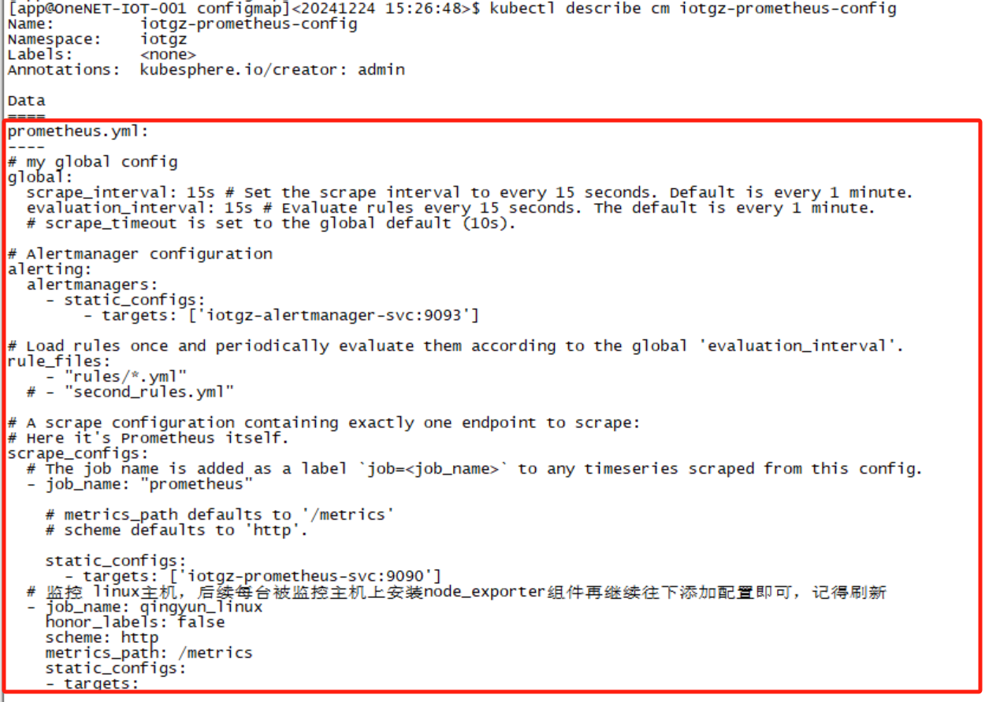 [app@OneNET-IOT-001 configmap]<20241224 15:26:48>$ kubectl describe cm iotgz-prometheus-config
Name:         iotgz-prometheus-config
Namespace:    iotgz
Labels:       <none>
Annotations:  kubesphere.io/creator: admin

Data
====
prometheus.yml:
----
# my global config
global:
  scrape_interval: 15s # Set the scrape interval to every 15 seconds. Default is every 1 minute.
  evaluation_interval: 15s # Evaluate rules every 15 seconds. The default is every 1 minute.
  # scrape_timeout is set to the global default (10s).

# Alertmanager configuration
alerting:
  alertmanagers:
    - static_configs:
        - targets: ['iotgz-alertmanager-svc:9093']

# Load rules once and periodically evaluate them according to the global 'evaluation_interval'.
rule_files:
    - "rules/*.yml"
  # - "second_rules.yml"

# A scrape configuration containing exactly one endpoint to scrape:
# Here it's Prometheus itself.
scrape_configs:
  # The job name is added as a label `job=<job_name>` to any timeseries scraped from this config.
  - job_name: "prometheus"

    # metrics_path defaults to '/metrics'
    # scheme defaults to 'http'.

    static_configs:
      - targets: ['iotgz-prometheus-svc:9090']
  # 监控 linux主机，后续每台被监控主机上安装node_exporter组件再继续往下添加配置即可，记得刷新
  - job_name: qingyun_linux
    honor_labels: false
    scheme: http
    metrics_path: /metrics
    static_configs:
    - targets: